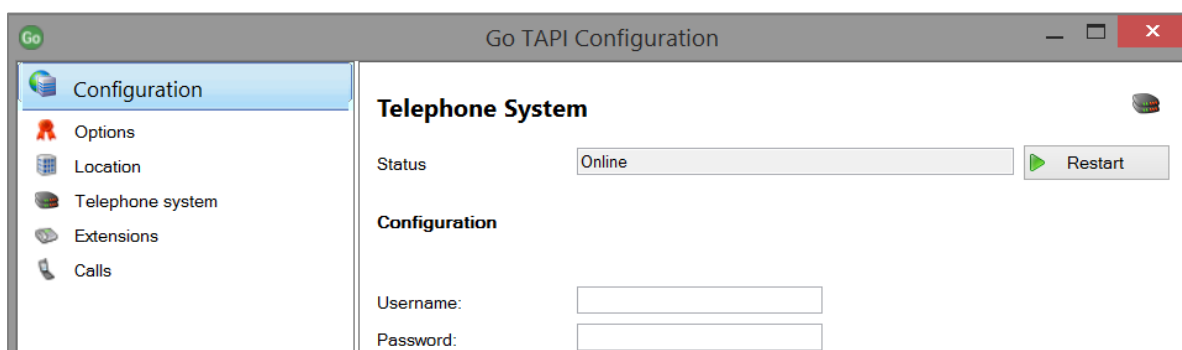 Go
Go TAPI Configuration
Configuration
Options
Location
Telephone system
Extensions
Calls
Telephone System
Status
Online
Restart
Configuration
Username:
Password: